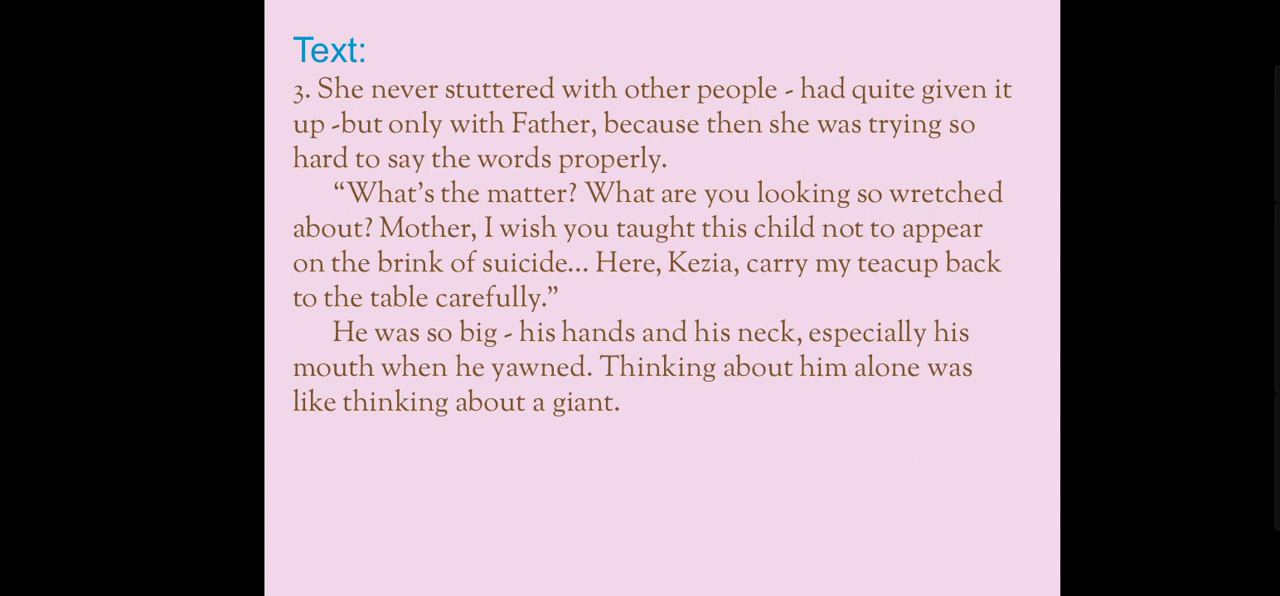 Text:
3. She never stuttered with other people - had quite given it
up -but only with Father, because then she was trying so
hard to say the words properly.
“What’s the matter? What are you looking so wretched
about? Mother, I wish you taught this child not to appear
on the brink of suicide... Here, Kezia, carry my teacup back
to the table carefully.”
He was so big - his hands and his neck, especially his
mouth when he yawned. Thinking about him alone was
like thinking about a giant.